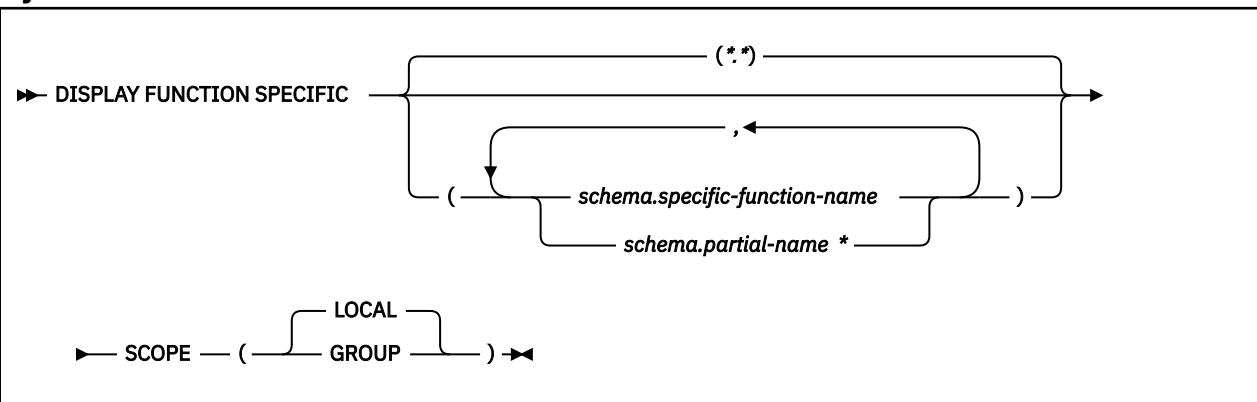 (*.*)
DISPLAY FUNCTION SPECIFIC
,
( schema.specific-function-name )
schema.partial-name *
LOCAL
SCOPE ( GROUP )